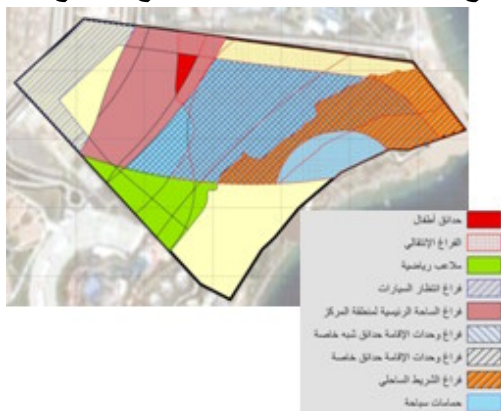 حدائق أطفال
الفراغ الإنتقالي
ملاعب رياضية
فراغ انتظار السيارات
فراغ الساحة الرئيسية لمنطقة المركز
فراغ وحدات الإقامة حدائق شبه خاصة
فراغ وحدات الإقامة حدائق خاصة
فراغ الشريط الساحلي
حمامات سباحة